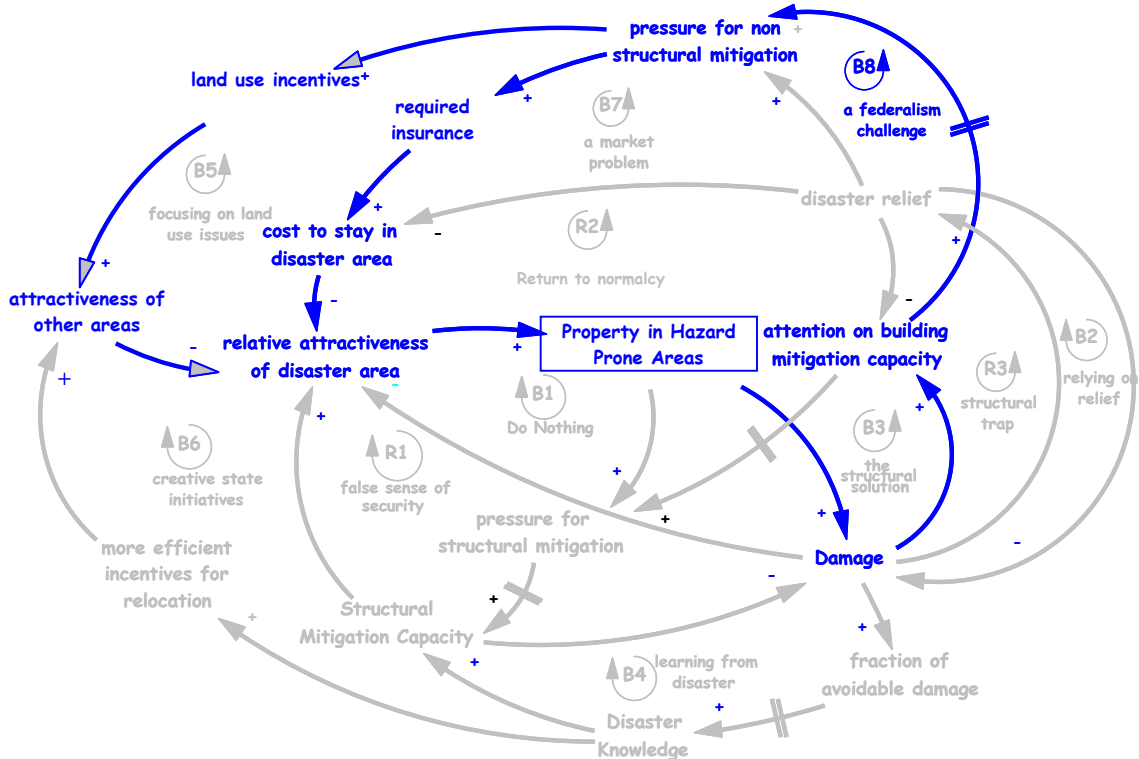 pressure for non
structural mitigation
+
land use incentives
+
required
insurance
+
B7
a market
problem
+
B8
a federalism
challenge
B5
focusing on land
use issues
disaster relief
R2
Return to normalcy
+
cost to stay in
disaster area
-
+
+
attractiveness of
other areas
-
-
relative attractiveness
of disaster area
-
+
Property in Hazard
Prone Areas
-
attention on building
mitigation capacity
B2
relying on
relief
R3
structural
trap
+
B1
Do Nothing
+
+
B3
the
structural
solution
B6
creative state
initiatives
R1
false sense of
security
+
+
pressure for
structural mitigation
+
+
Damage
-
-
more efficient
incentives for
relocation
+
Structural
Mitigation Capacity
+
+
+
fraction of
avoidable damage
B4
learning from
disaster
+
Disaster
Knowledge